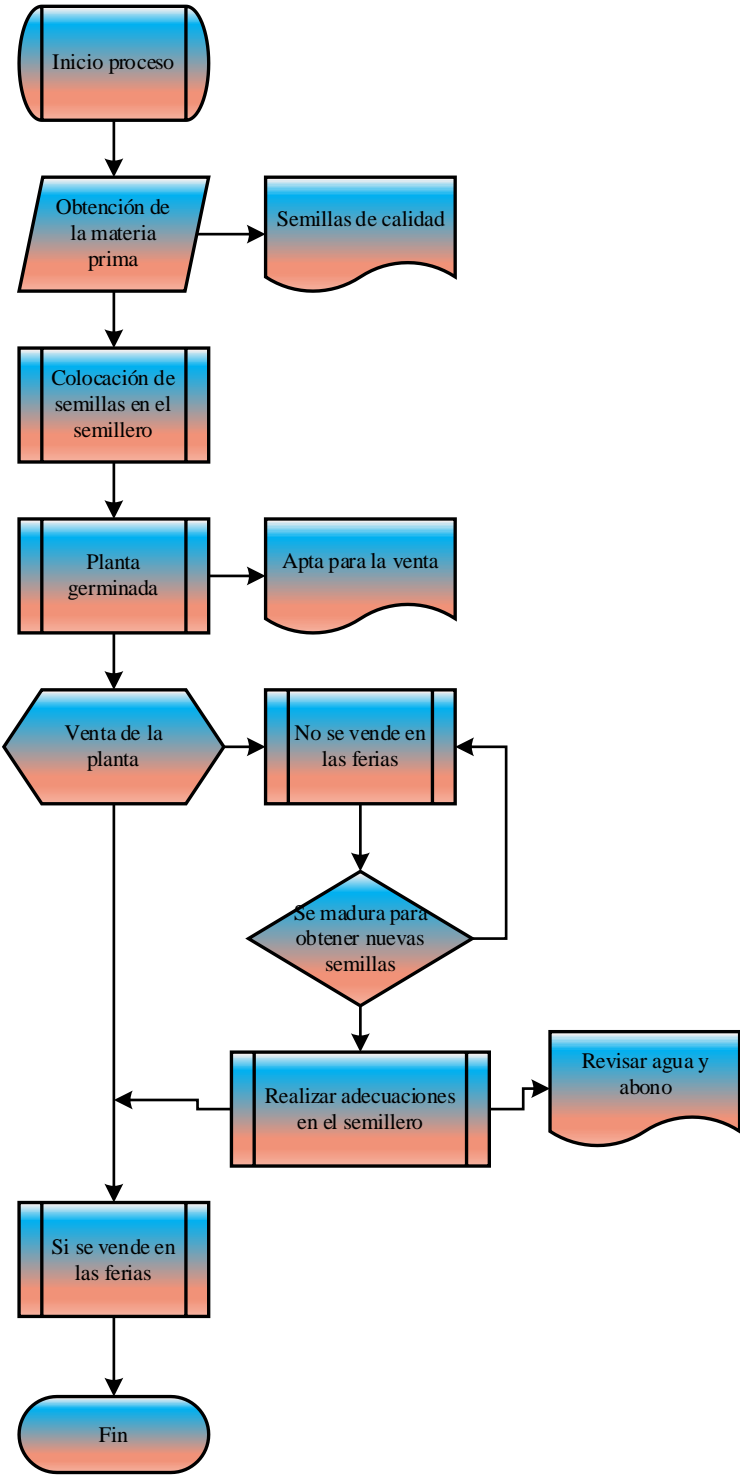 Inicio proceso
Obtención de
la materia
prima
Semillas de calidad
Colocación de
semillas en el
semillero
Planta
germinada
Apta para la venta
Venta de la
planta
No se vende en
las ferias
Se madura para
obtener nuevas
semillas
Realizar adecuaciones
en el semillero
Revisar agua y
abono
Si se vende en
las ferias
Fin